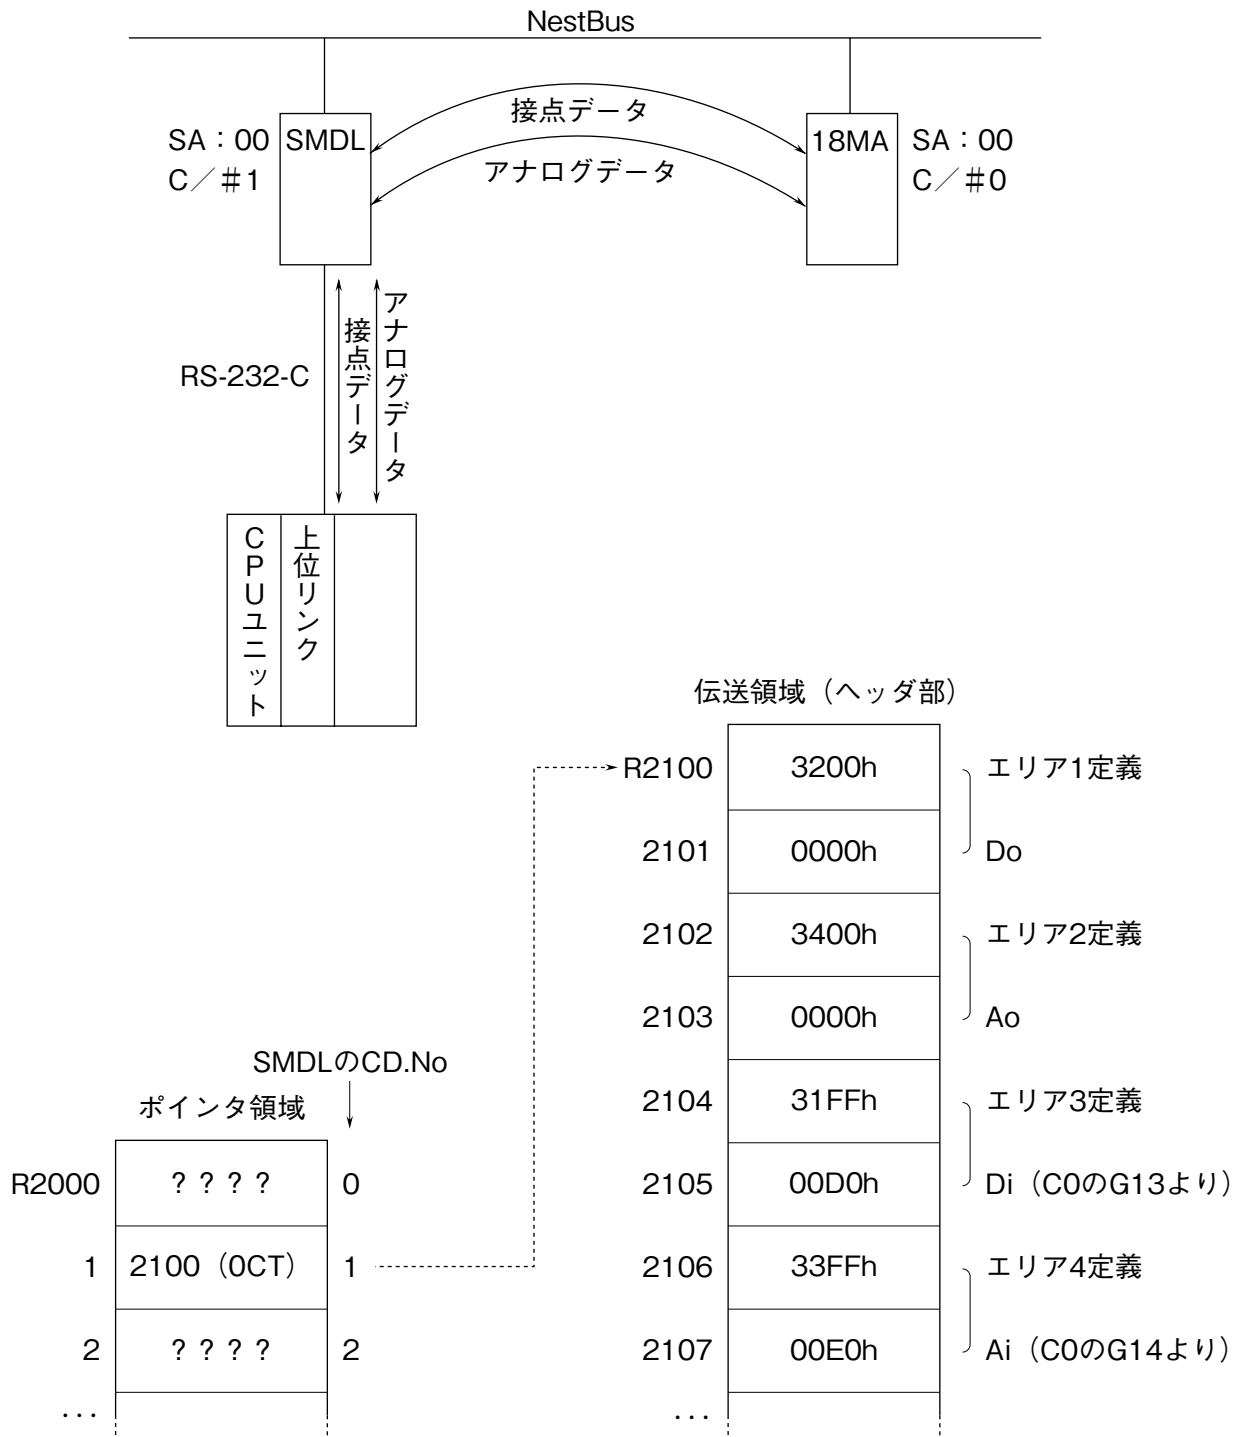 NestBus
接点データ
アナログデータ
SA：00
C／＃1
SMDL
18MA
SA：00
C／＃0
RS-232-C
接点データ
アナログデータ
CPUユニット
上位リンク
伝送領域（ヘッダ部）
R2100 3200h エリア1定義
2101 0000h Do
2102 3400h エリア2定義
2103 0000h Ao
2104 31FFh エリア3定義
2105 00D0h Di（C0のG13より）
2106 33FFh エリア4定義
2107 00E0h Ai（C0のG14より）
...
SMDLのCD.No
ポインタ領域
R2000 ？？？？ 0
1 2100（0CT） 1
2 ？？？？ 2
...